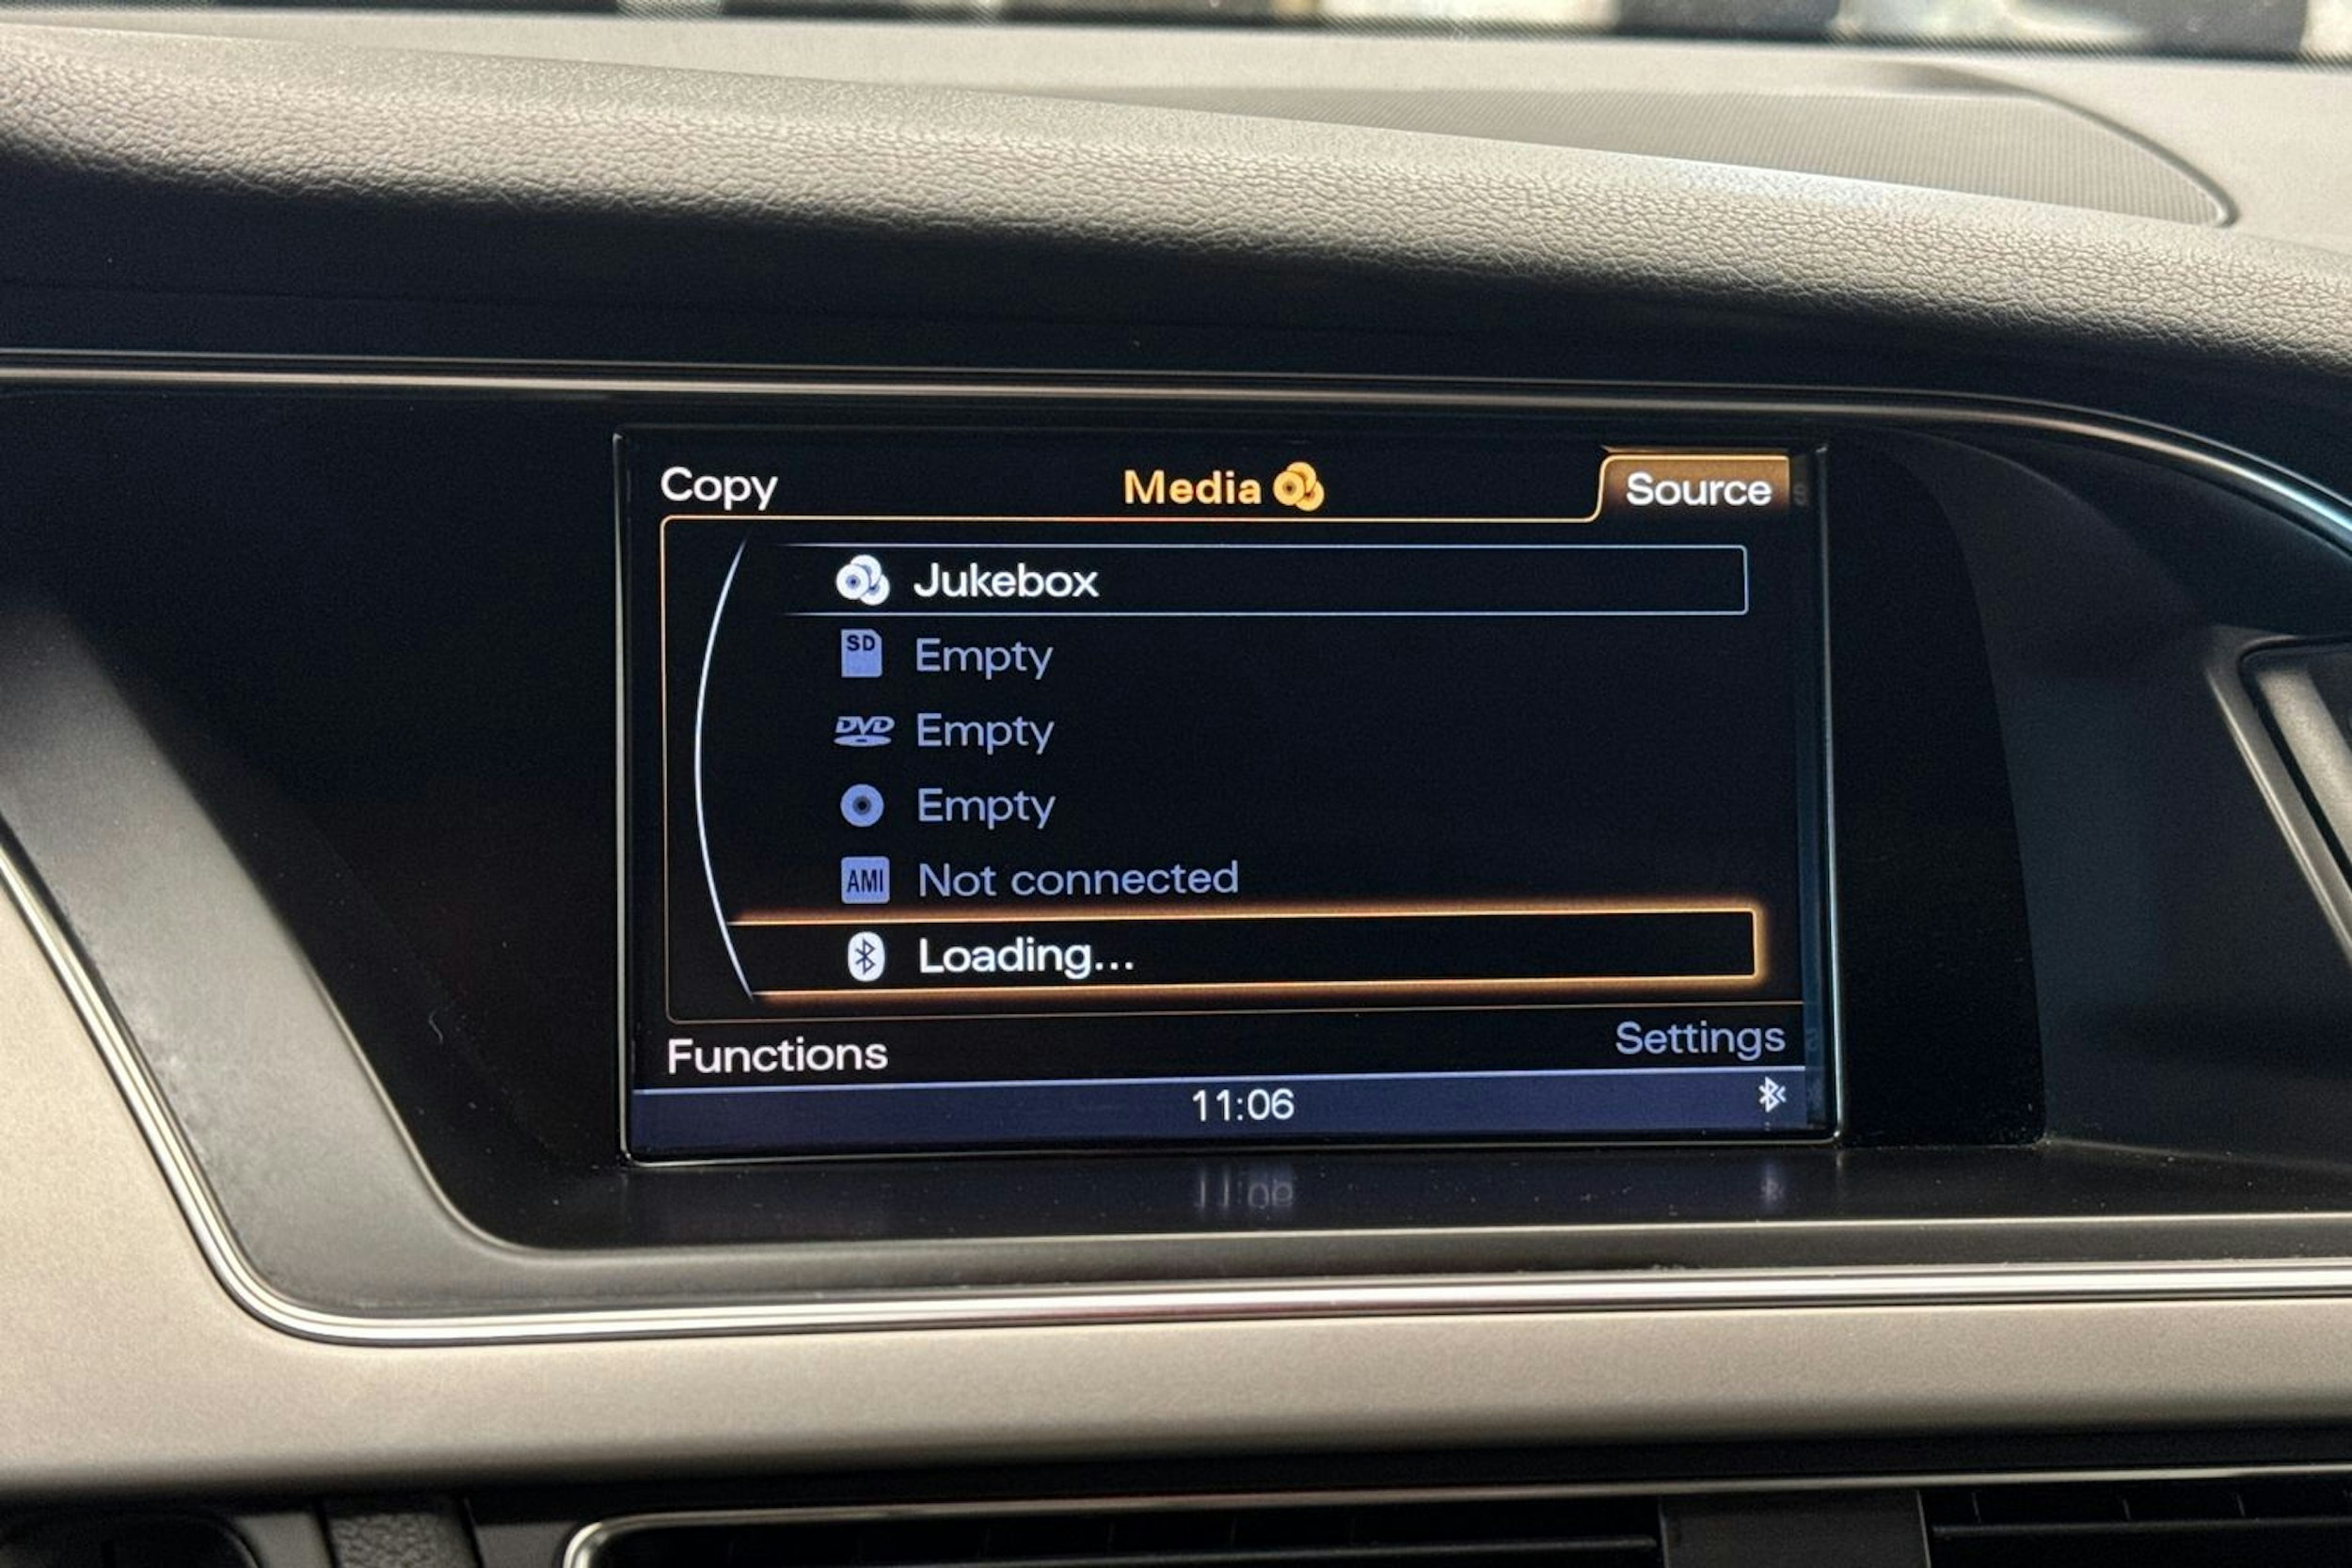 Copy Media Source
Jukebox
SD Empty
DVD Empty
Empty
AMI Not connected
Loading...
Functions Settings
11:06